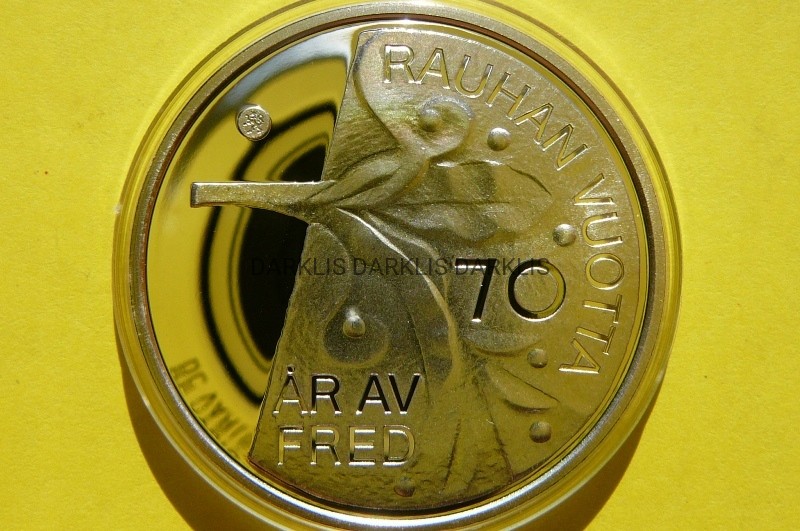 RAUHAN VUOTTA
DARKLIS DARKLIS DARKLIS
70
ÅR AV
FRED